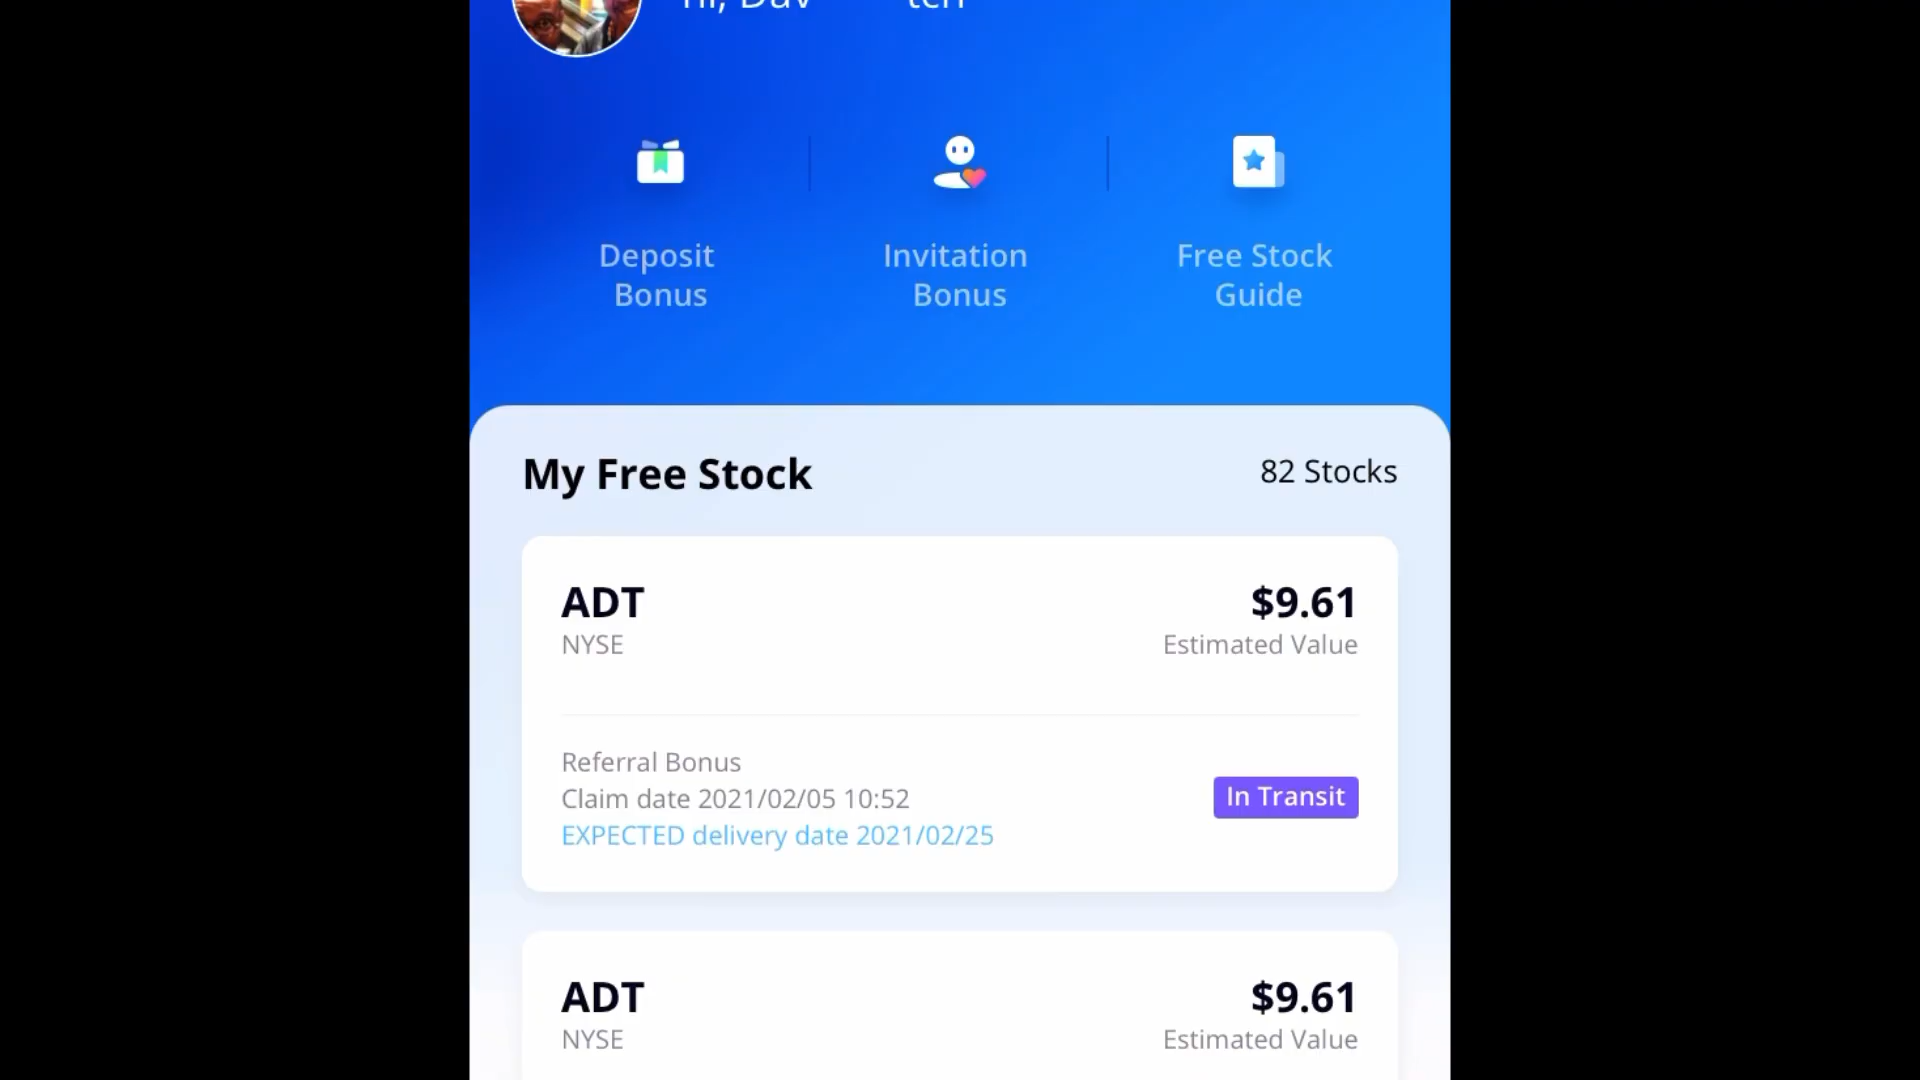 Hi, Dav
Deposit Bonus
Invitation Bonus
Free Stock Guide
My Free Stock
82 Stocks
ADT
$9.61
NYSE
Estimated Value
Referral Bonus
Claim date 2021/02/05 10:52
EXPECTED delivery date 2021/02/25
In Transit
ADT
$9.61
NYSE
Estimated Value